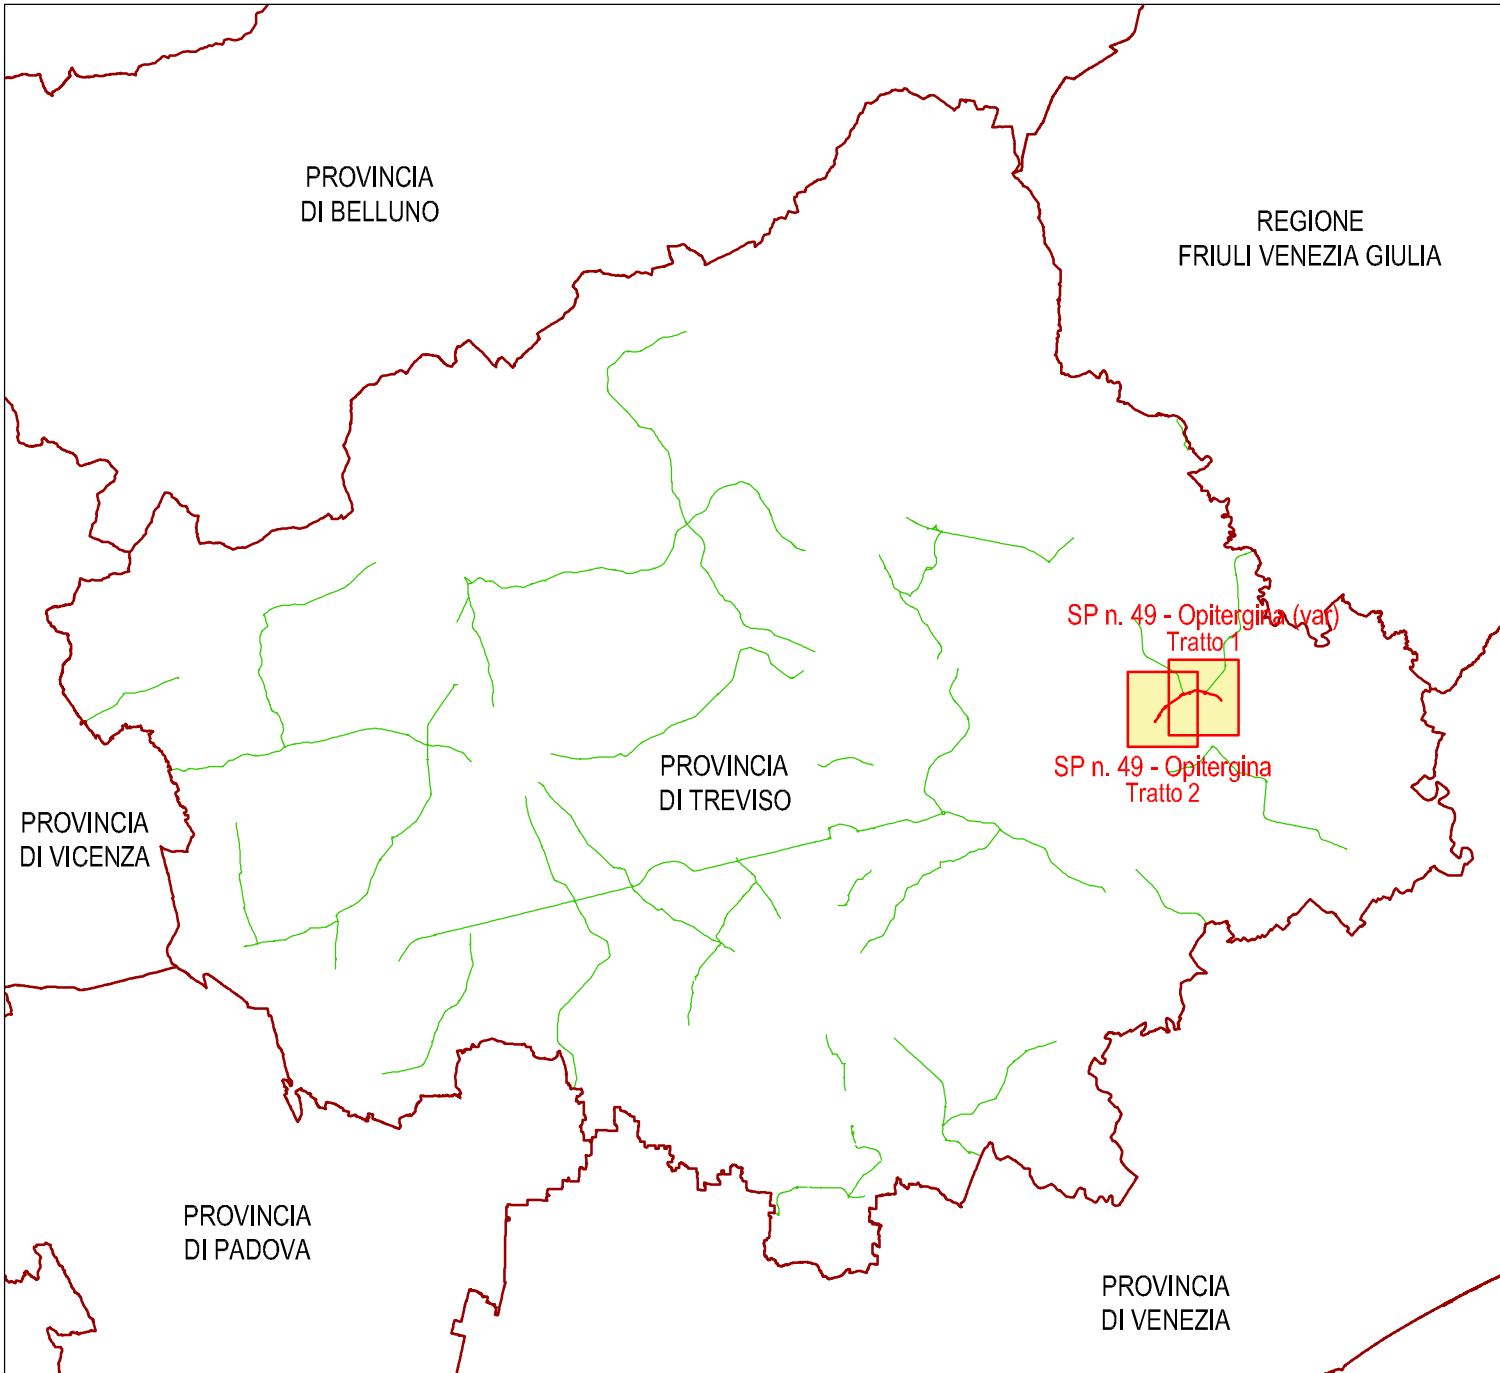 PROVINCIA
DI BELLUNO
REGIONE
FRIULI VENEZIA GIULIA
SP n. 49 - Opitergina (var)
Tratto 1
SP n. 49 - Opitergina
Tratto 2
PROVINCIA
DI TREVISO
PROVINCIA
DI VICENZA
PROVINCIA
DI PADOVA
PROVINCIA
DI VENEZIA